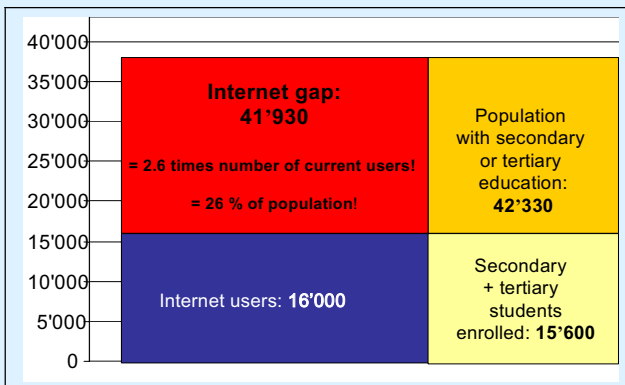 40'000
35'000
30'000
25'000
20'000
15'000
10'000
5'000
0
Internet gap:
41’930
= 2.6 times number of current users!
= 26 % of population!
Population
with secondary
or tertiary
education:
42’330
Internet users: 16'000
Secondary
+ tertiary
students
enrolled: 15’600